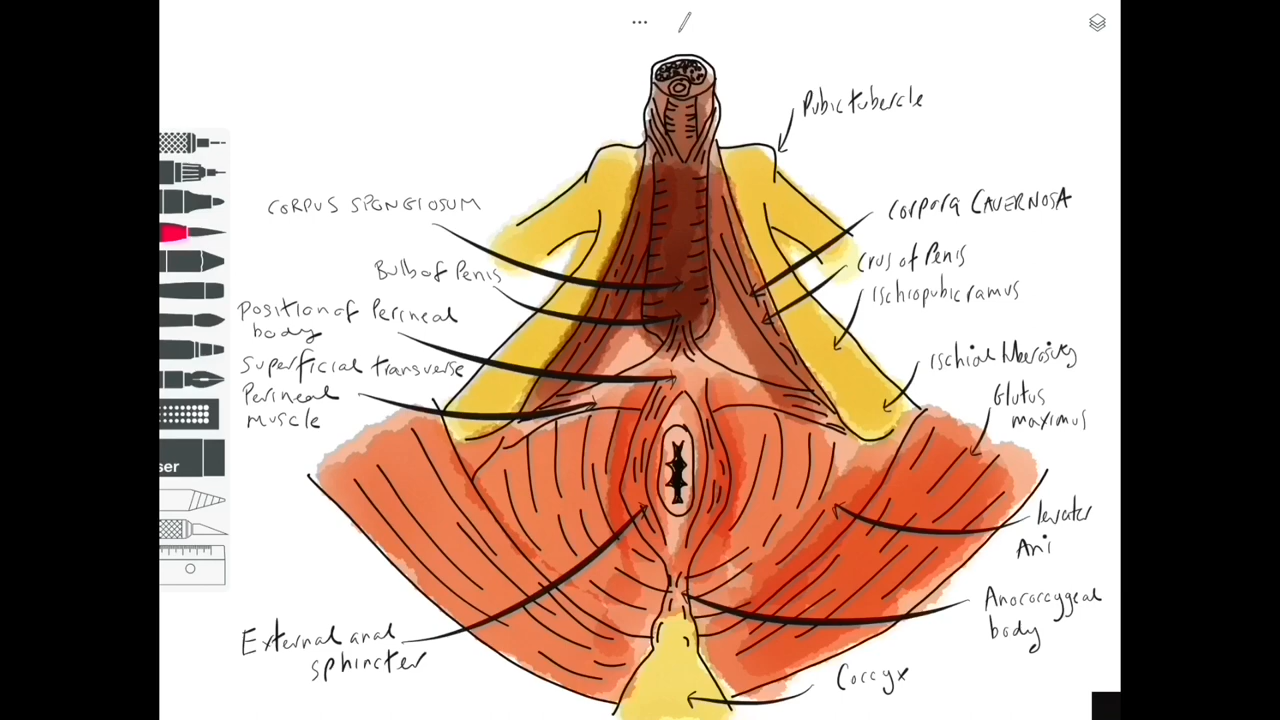 Pubic tubercle
CORPUS SPONGIOSUM
Corpora CAVERNOSA
Bulb of Penis
Crus of Penis
Ischiopubic ramus
Position of Perineal
body
Superficial transverse
Perineal
muscle
Ischial
Glutus
maximus
levator
Ani
Anococcygeal
body
External anal
sphincter
Coccyx
ser